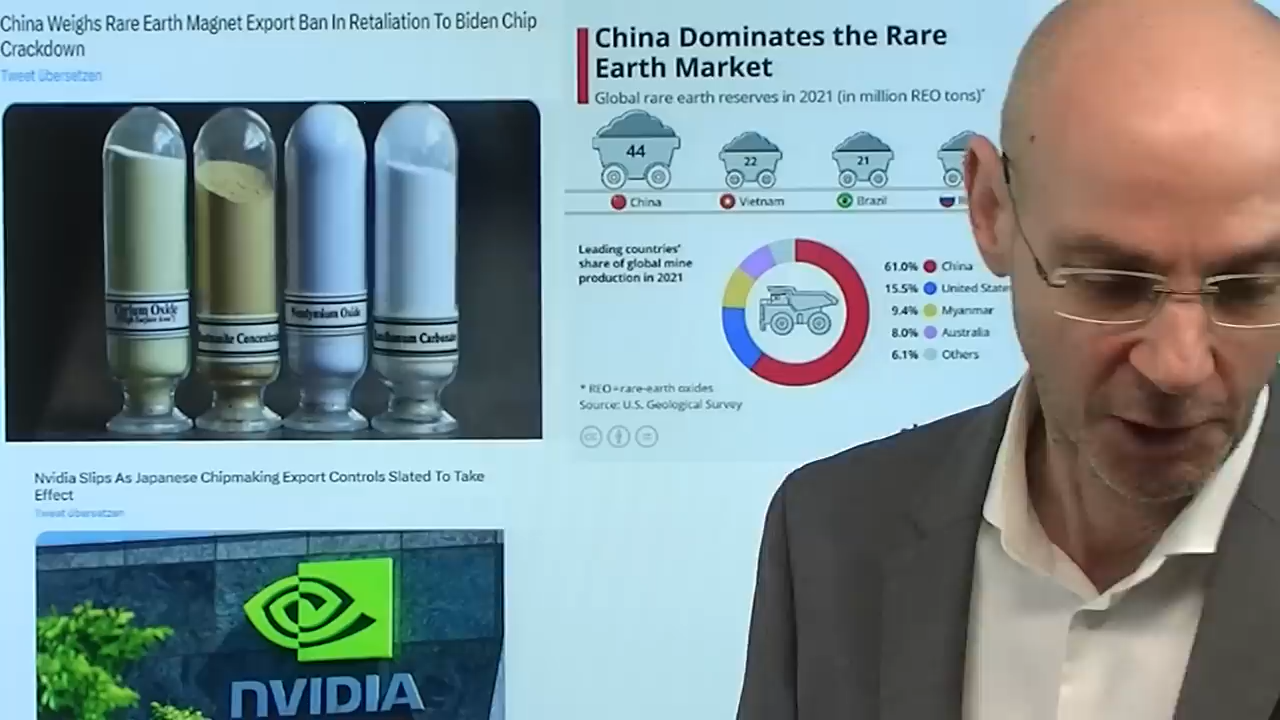 China Weighs Rare Earth Magnet Export Ban In Retaliation To Biden Chip
Crackdown
Tweet übersetzen
Cerium Oxide
Concentrate
Neodymium Oxide
Carbonate
Nvidia Slips As Japanese Chipmaking Export Controls Slated To Take
Effect
Tweet übersetzen
NVIDIA
China Dominates the Rare
Earth Market
Global rare earth reserves in 2021 (in million REO tons)*
44
22
21
China
Vietnam
Brazil
Leading countries'
share of global mine
production in 2021
61.0% China
15.5% United State
9.4% Myanmar
8.0% Australia
6.1% Others
* REO=rare-earth oxides
Source: U.S. Geological Survey
cc